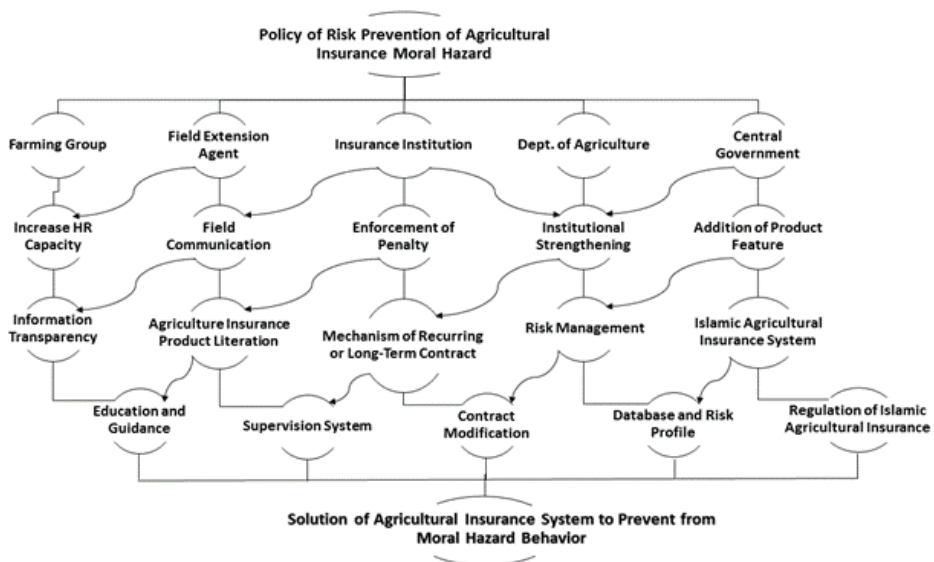 Policy of Risk Prevention of Agricultural
Insurance Moral Hazard
Farming Group
Field Extension
Agent
Insurance Institution
Dept. of Agriculture
Central
Government
Increase HR
Capacity
Field
Communication
Enforcement of
Penalty
Institutional
Strengthening
Addition of Product
Feature
Information
Transparency
Agriculture Insurance
Product Literation
Mechanism of Recurring
or Long-Term Contract
Risk Management
Islamic Agricultural
Insurance System
Education and
Guidance
Supervision System
Contract
Modification
Database and Risk
Profile
Regulation of Islamic
Agricultural Insurance
Solution of Agricultural Insurance System to Prevent from
Moral Hazard Behavior